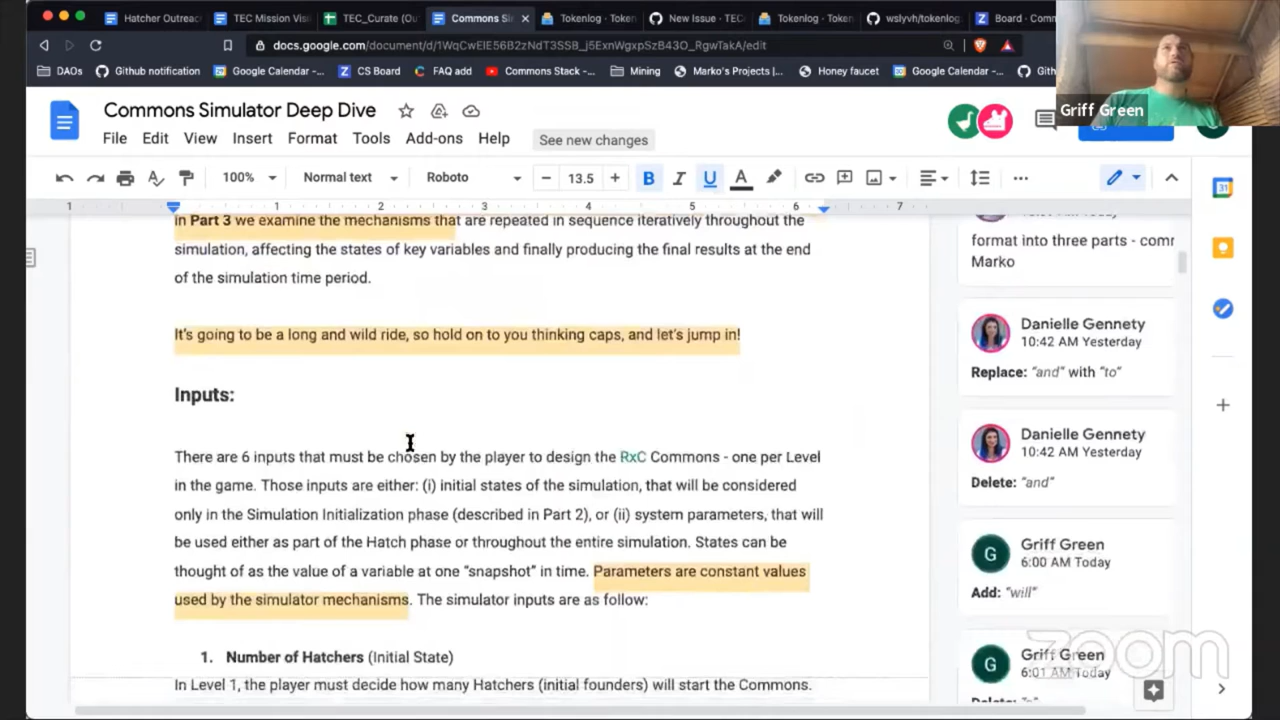 Hatcher Outreac
TEC Mission Visi
TEC_Curate (Ou
Commons Si
Tokenlog · Token
New Issue · TEC
Tokenlog · Token
wslyvh/tokenlog
Board - Comm
docs.google.com/document/d/1WqCwElE56B2zNdT3SSB_j5ExnWgxpSzB43O_RgwTakA/edit
DAOs
Github notification
Google Calendar -...
CS Board
FAQ add
Commons Stack -...
Mining
Marko's Projects |...
Honey faucet
Google Calendar -...
Gith
Griff Green
Commons Simulator Deep Dive
File Edit View Insert Format Tools Add-ons Help
See new changes
100%
Normal text
Roboto
13.5
B I U A
1 1 2 3 4 5 6 7
In Part 3 we examine the mechanisms that are repeated in sequence iteratively throughout the
simulation, affecting the states of key variables and finally producing the final results at the end
of the simulation time period.
It's going to be a long and wild ride, so hold on to you thinking caps, and let's jump in!
Inputs:
There are 6 inputs that must be chosen by the player to design the RxC Commons - one per Level
in the game. Those inputs are either: (i) initial states of the simulation, that will be considered
only in the Simulation Initialization phase (described in Part 2), or (ii) system parameters, that will
be used either as part of the Hatch phase or throughout the entire simulation. States can be
thought of as the value of a variable at one “snapshot” in time. Parameters are constant values
used by the simulator mechanisms. The simulator inputs are as follow:
1. Number of Hatchers (Initial State)
In Level 1, the player must decide how many Hatchers (initial founders) will start the Commons.
format into three parts - comr
Marko
Danielle Gennety
10:42 AM Yesterday
Replace: “and” with “to”
Danielle Gennety
10:42 AM Yesterday
Delete: “and”
G
Griff Green
6:00 AM Today
Add: “will”
G
Griff Green
6:01 AM Today
31
zoom